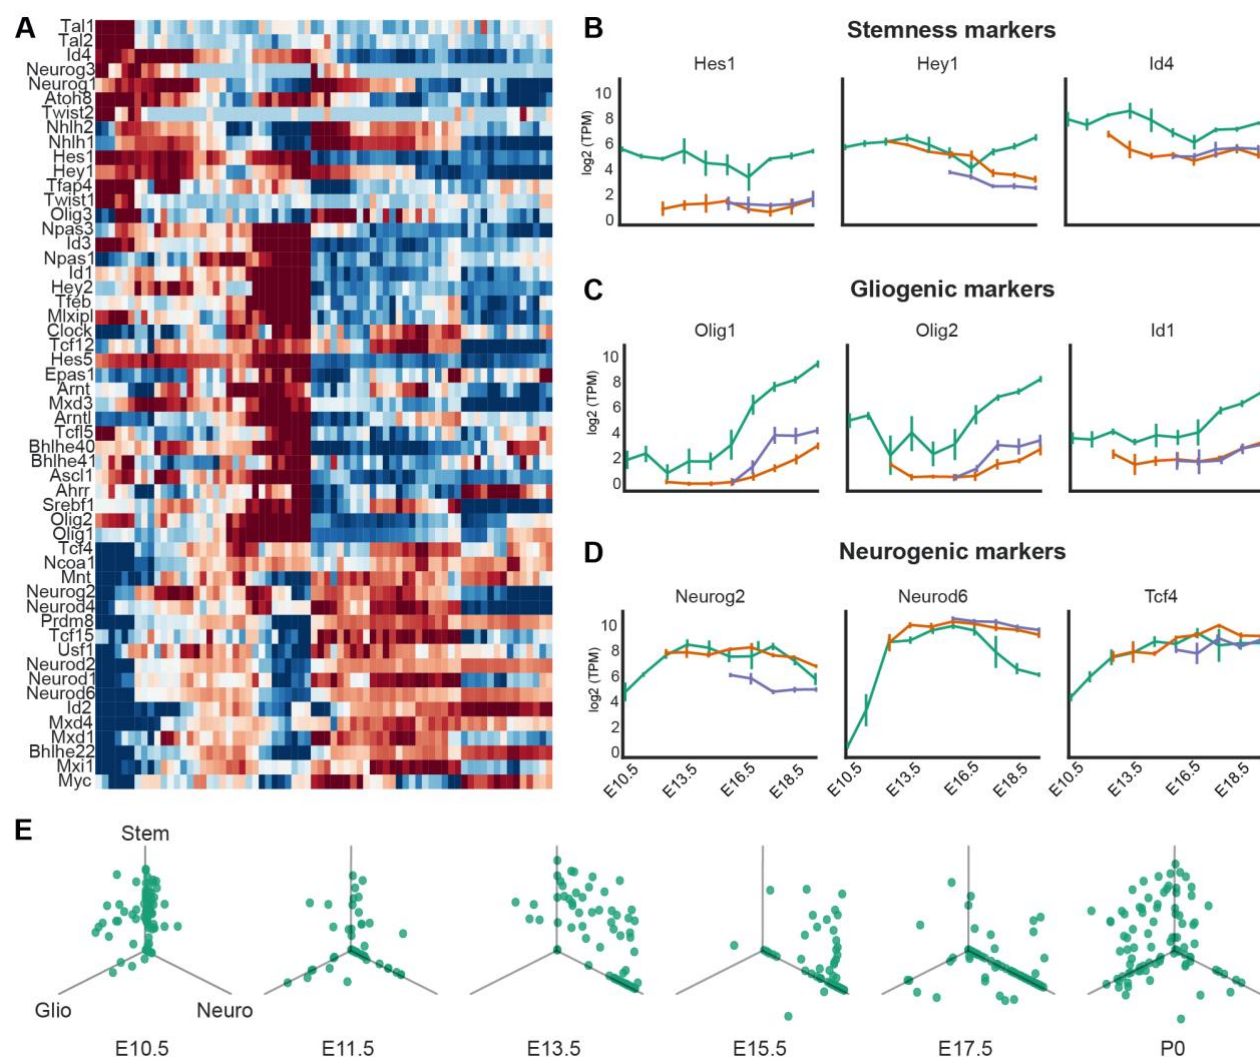 A
Tal1
Tal2
Id4
Neurog3
Neurog1
Atoh8
Twist2
Nhlh2
Nhlh1
Hes1
Hey1
Tfap4
Twist1
Olig3
Npas3
Id3
Npas1
Id1
Hey2
Tfeb
Mlxipl
Clock
Tcf12
Hes5
Epas1
Arnt
Mxd3
Arntl
Tcfl5
Bhlhe40
Bhlhe41
Ascl1
Ahrr
Srebf1
Olig2
Olig1
Tcf4
Ncoa1
Mnt
Neurog2
Neurod4
Prdm8
Tcf15
Usf1
Neurod2
Neurod1
Neurod6
Id2
Mxd4
Mxd1
Bhlhe22
Mxi1
Myc
B Stemness markers
Hes1 Hey1 Id4
log2 (TPM)
10
8
6
4
2
0
C Gliogenic markers
Olig1 Olig2 Id1
log2 (TPM)
10
8
6
4
2
0
D Neurogenic markers
Neurog2 Neurod6 Tcf4
log2 (TPM)
10
8
6
4
2
0
E10.5 E13.5 E16.5 E18.5 E10.5 E13.5 E16.5 E18.5 E10.5 E13.5 E16.5 E18.5
E
Stem
Glio Neuro
E10.5 E11.5 E13.5 E15.5 E17.5 P0